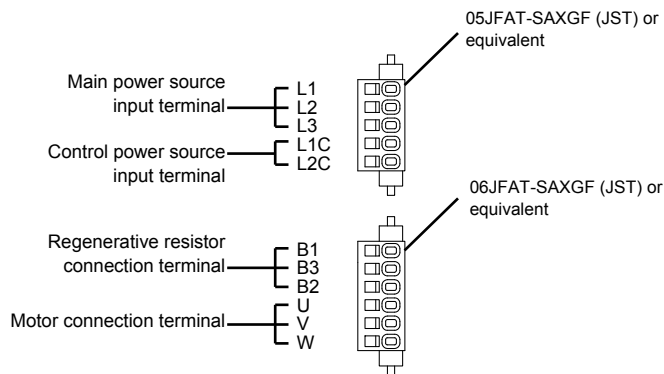 05JFAT-SAXGF (JST) or
equivalent
Main power source
input terminal
L1
L2
L3
Control power source
input terminal
L1C
L2C
06JFAT-SAXGF (JST) or
equivalent
Regenerative resistor
connection terminal
B1
B3
B2
Motor connection terminal
U
V
W